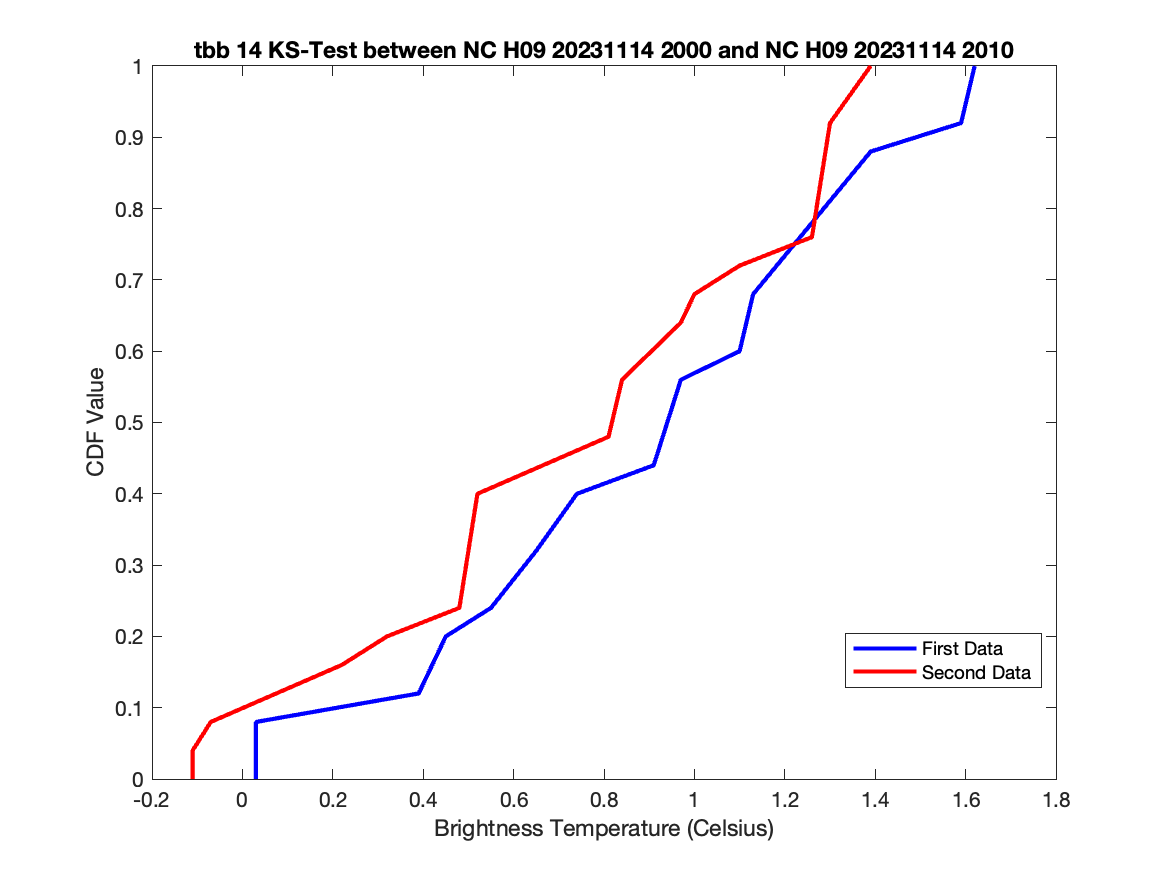 tbb 14 KS-Test between NC H09 20231114 2000 and NC H09 20231114 2010
1
0.9
0.8
0.7
0.6
0.5
0.4
0.3
0.2
0.1
0
CDF Value
First Data
Second Data
-0.2 0 0.2 0.4 0.6 0.8 1 1.2 1.4 1.6 1.8
Brightness Temperature (Celsius)